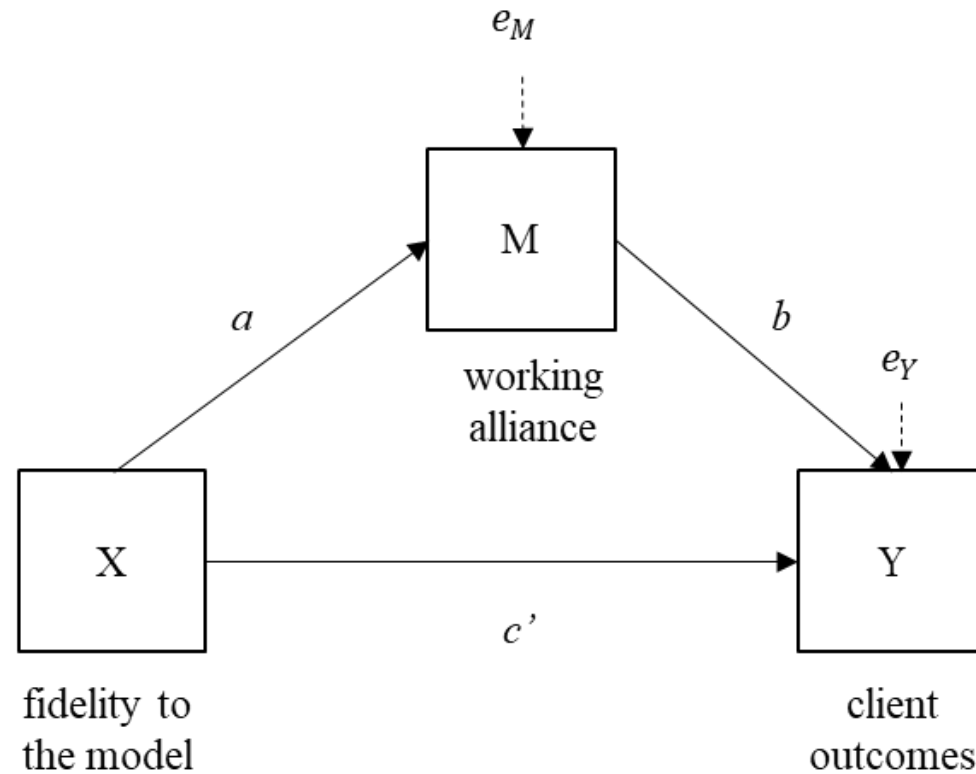 e_M
M
a
b
working
alliance
e_Y
X
Y
c’
fidelity to
the model
client
outcomes